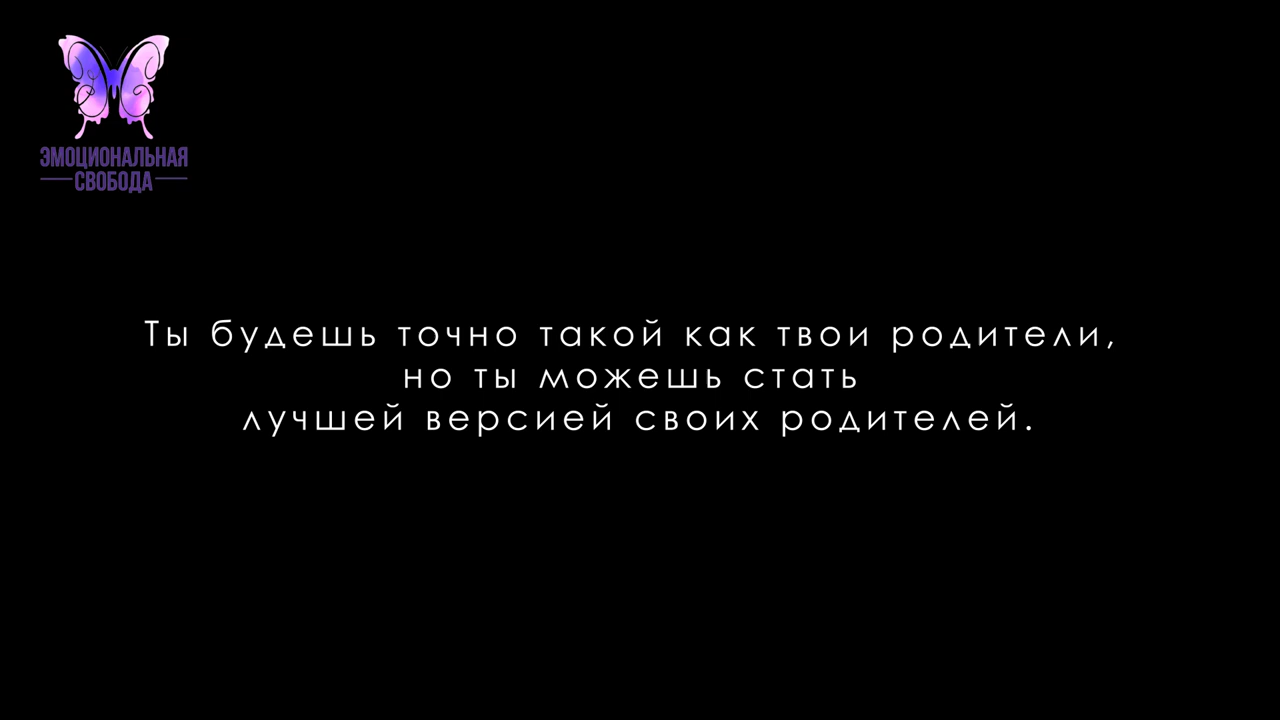 ЭМОЦИОНАЛЬНАЯ
СВОБОДА
Ты будешь точно такой как твои родители,
но ты можешь стать
лучшей версией своих родителей.